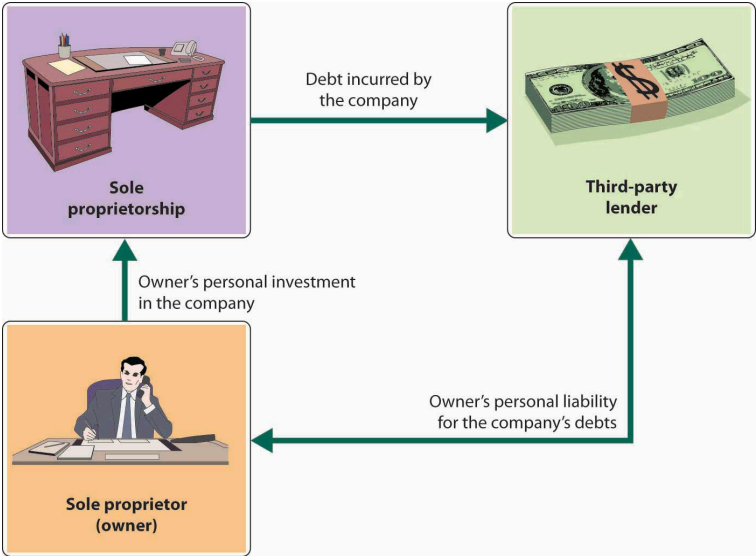 Debt incurred by
the company
Sole
proprietorship
Third-party
lender
Owner’s personal investment
in the company
Owner’s personal liability
for the company’s debts
Sole proprietor
(owner)